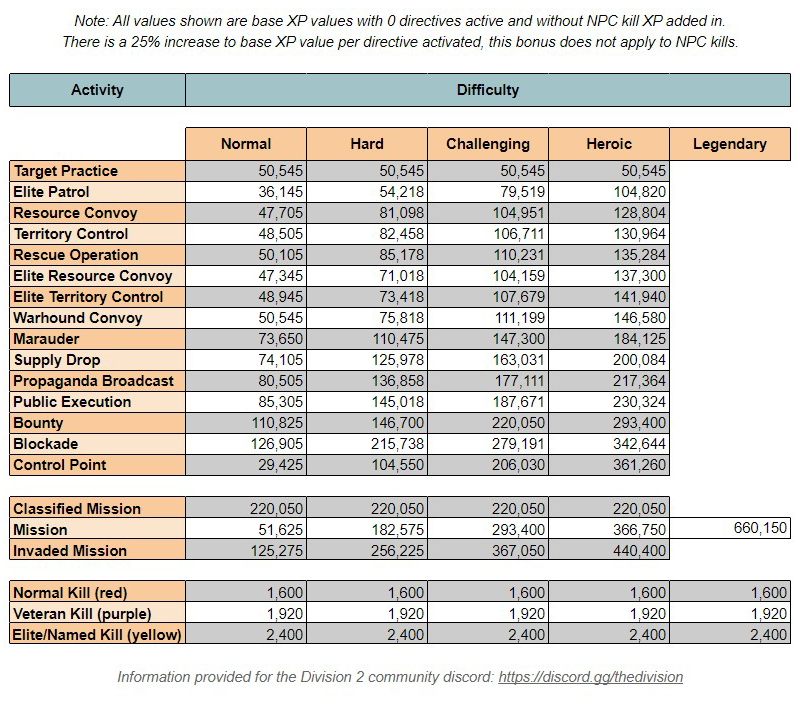 Note: All values shown are base XP values with 0 directives active and without NPC kill XP added in.
There is a 25% increase to base XP value per directive activated, this bonus does not apply to NPC kills.
Activity Difficulty
Normal Hard Challenging Heroic Legendary
Target Practice 50,545 50,545 50,545 50,545
Elite Patrol 36,145 54,218 79,519 104,820
Resource Convoy 47,705 81,098 104,951 128,804
Territory Control 48,505 82,458 106,711 130,964
Rescue Operation 50,105 85,178 110,231 135,284
Elite Resource Convoy 47,345 71,018 104,159 137,300
Elite Territory Control 48,945 73,418 107,679 141,940
Warhound Convoy 50,545 75,818 111,199 146,580
Marauder 73,650 110,475 147,300 184,125
Supply Drop 74,105 125,978 163,031 200,084
Propaganda Broadcast 80,505 136,858 177,111 217,364
Public Execution 85,305 145,018 187,671 230,324
Bounty 110,825 146,700 220,050 293,400
Blockade 126,905 215,738 279,191 342,644
Control Point 29,425 104,550 206,030 361,260
Classified Mission 220,050 220,050 220,050 220,050
Mission 51,625 182,575 293,400 366,750 660,150
Invaded Mission 125,275 256,225 367,050 440,400
Normal Kill (red) 1,600 1,600 1,600 1,600 1,600
Veteran Kill (purple) 1,920 1,920 1,920 1,920 1,920
Elite/Named Kill (yellow) 2,400 2,400 2,400 2,400 2,400
Information provided for the Division 2 community discord: https://discord.gg/thedivision